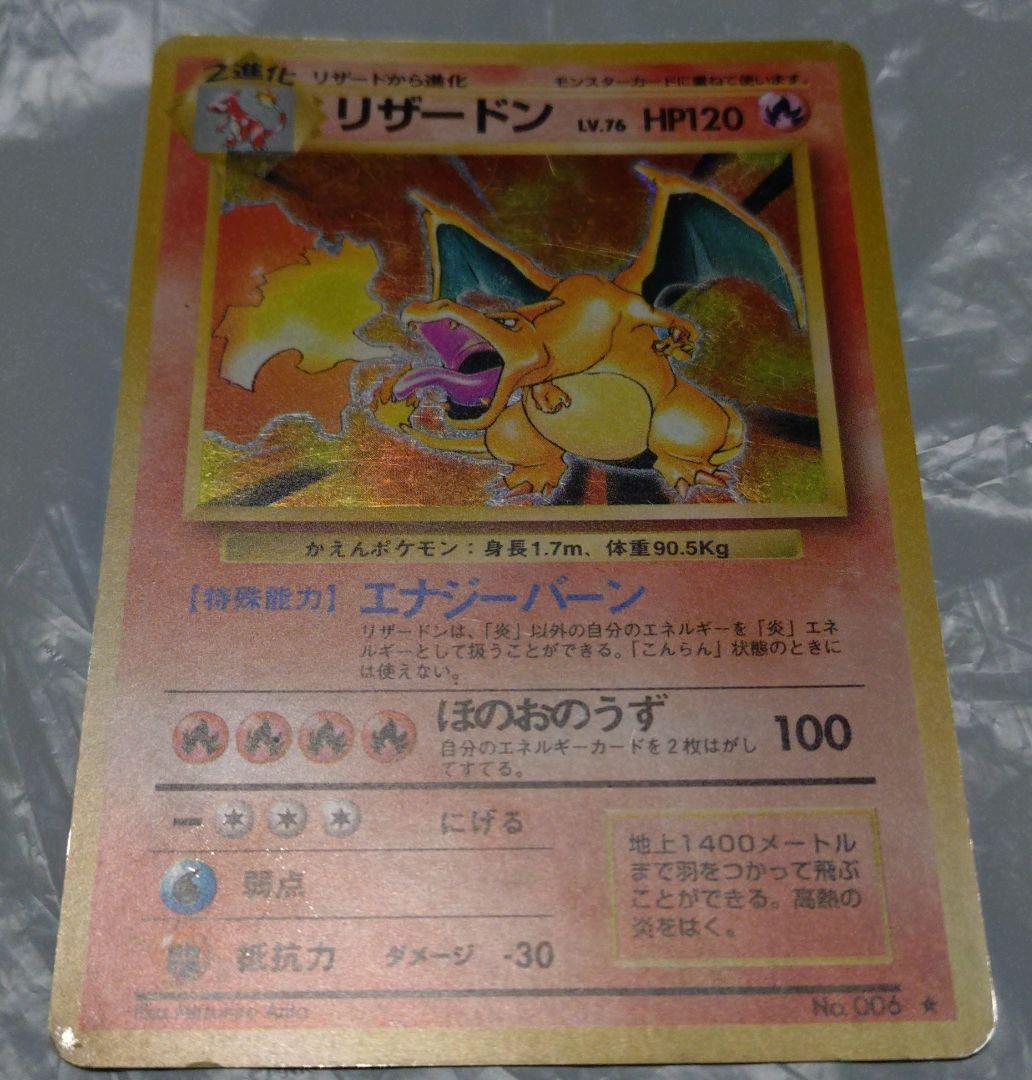 2進化 リザードから進化 モンスターカードに重ねて使います。
リザードン LV.76 HP120
かえんポケモン：身長1.7m、体重90.5Kg
［特殊能力］ エナジーバーン
リザードンは、「炎」以外の自分のエネルギーを「炎」エネ
ルギーとして扱うことができる。「こんらん」状態のときに
は使えない。
ほのおのうず 100
自分のエネルギーカードを2枚はがし
てすてる。
ー にげる
弱点
抵抗力 ダメージ -30
地上1400メートル
まで羽をつかって飛ぶ
ことができる。高熱の
炎をはく。
Illus. Mitsuhiro Arita
No.006 ★